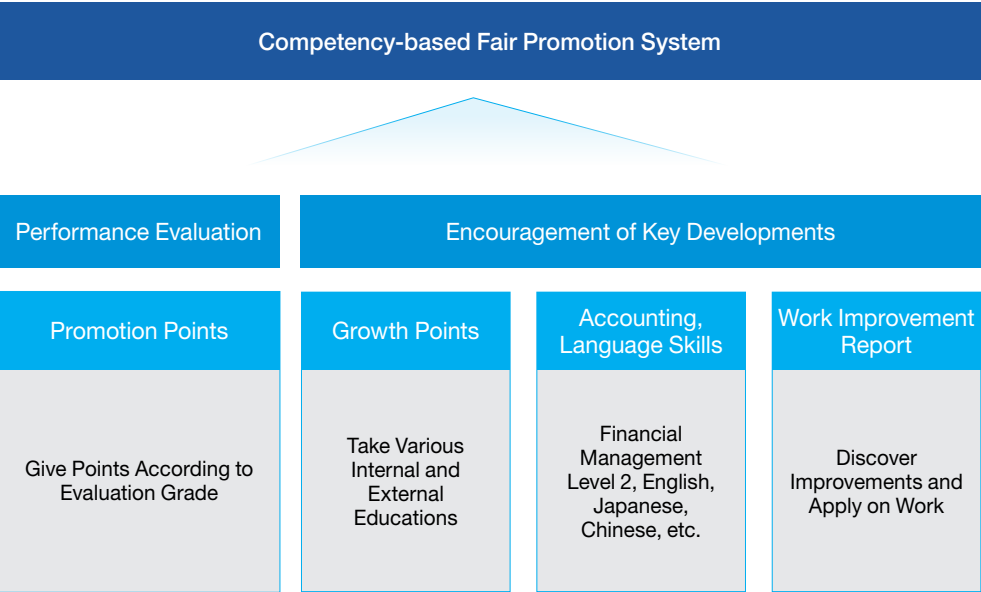 Competency-based Fair Promotion System
Performance Evaluation
Encouragement of Key Developments
Promotion Points
Growth Points
Accounting,
Language Skills
Work Improvement
Report
Give Points According to
Evaluation Grade
Take Various
Internal and
External
Educations
Financial
Management
Level 2, English,
Japanese,
Chinese, etc.
Discover
Improvements and
Apply on Work